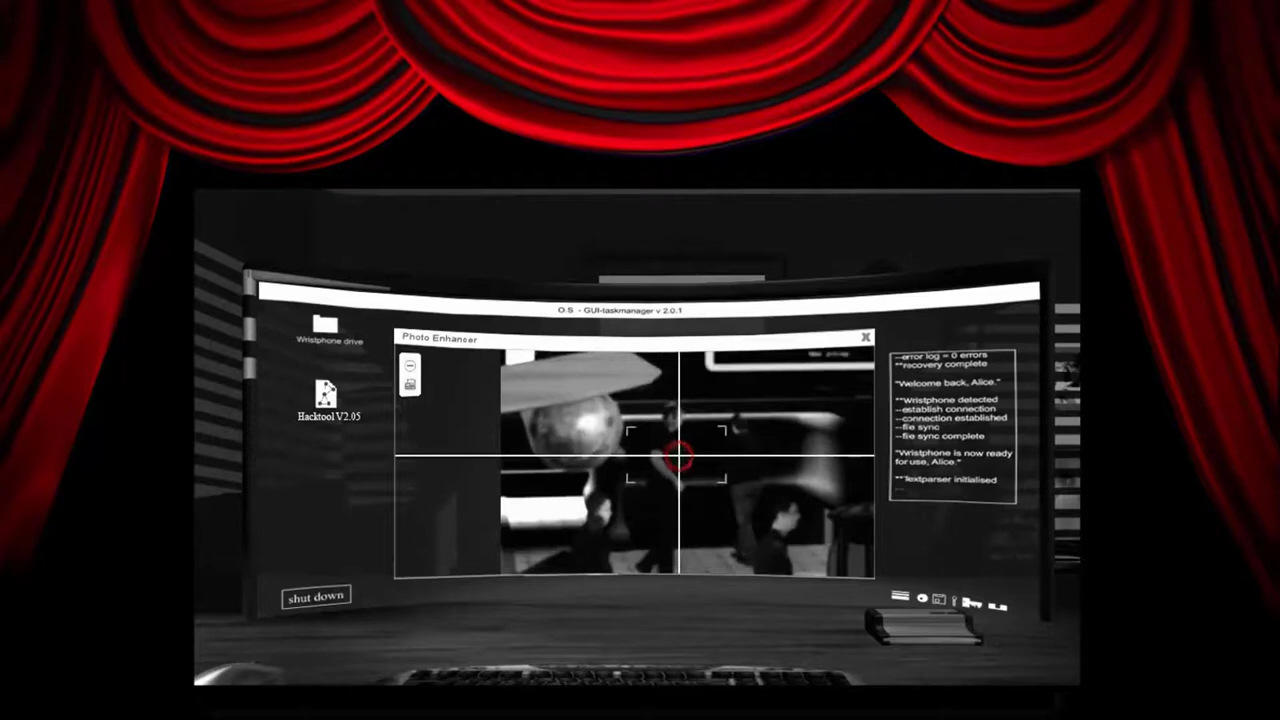 O.S - GUI-taskmanager v 2.0.1
Wristphone drive
Hacktool V2.05
shut down
Photo Enhancer
X
--error log = 0 errors
**recovery complete
"Welcome back, Alice."
**Wristphone detected
--establish connection
--connection established
--file sync
--file sync complete
"Wristphone is now ready
for use, Alice."
**Textparser initialised